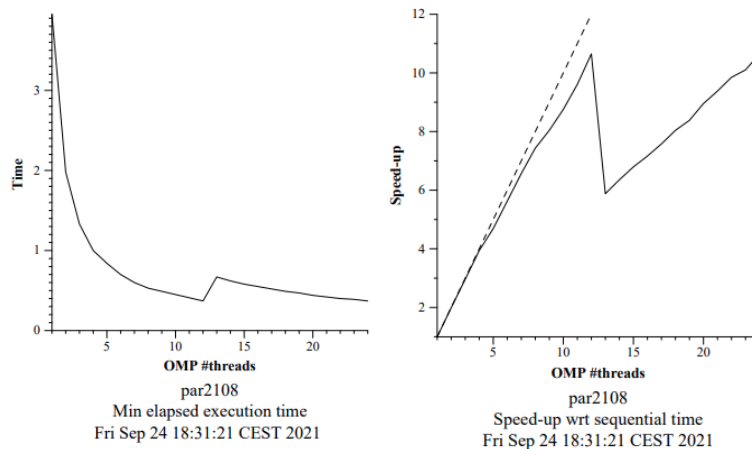 Time
3
2
1
0
5
10
15
20
OMP #threads
par2108
Min elapsed execution time
Fri Sep 24 18:31:21 CEST 2021
Speed-up
12
10
8
6
4
2
5
10
15
20
OMP #threads
par2108
Speed-up wrt sequential time
Fri Sep 24 18:31:21 CEST 2021